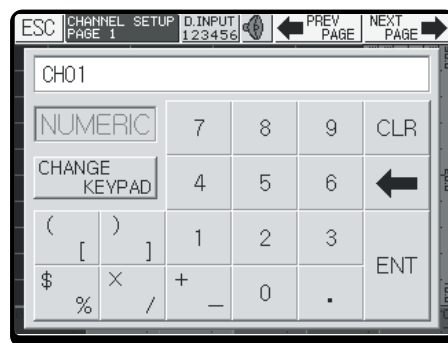 ESC CHANNEL SETUP D.INPUT PREV NEXT
PAGE 1 123456 PAGE PAGE
CH01
NUMERIC 7 8 9 CLR
CHANGE
KEYPAD 4 5 6
( [ ) ] 1 2 3
ENT
$ % × / + − 0 .